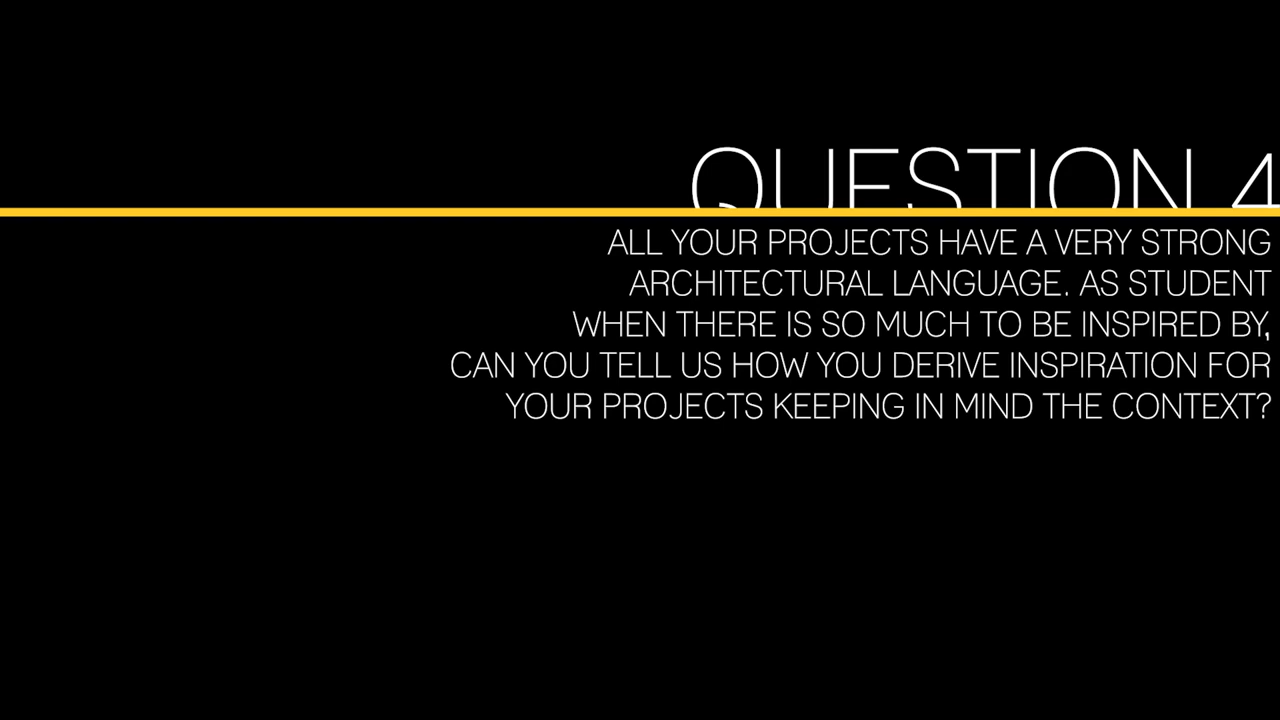 QUESTION 4
ALL YOUR PROJECTS HAVE A VERY STRONG
ARCHITECTURAL LANGUAGE. AS STUDENT
WHEN THERE IS SO MUCH TO BE INSPIRED BY,
CAN YOU TELL US HOW YOU DERIVE INSPIRATION FOR
YOUR PROJECTS KEEPING IN MIND THE CONTEXT?